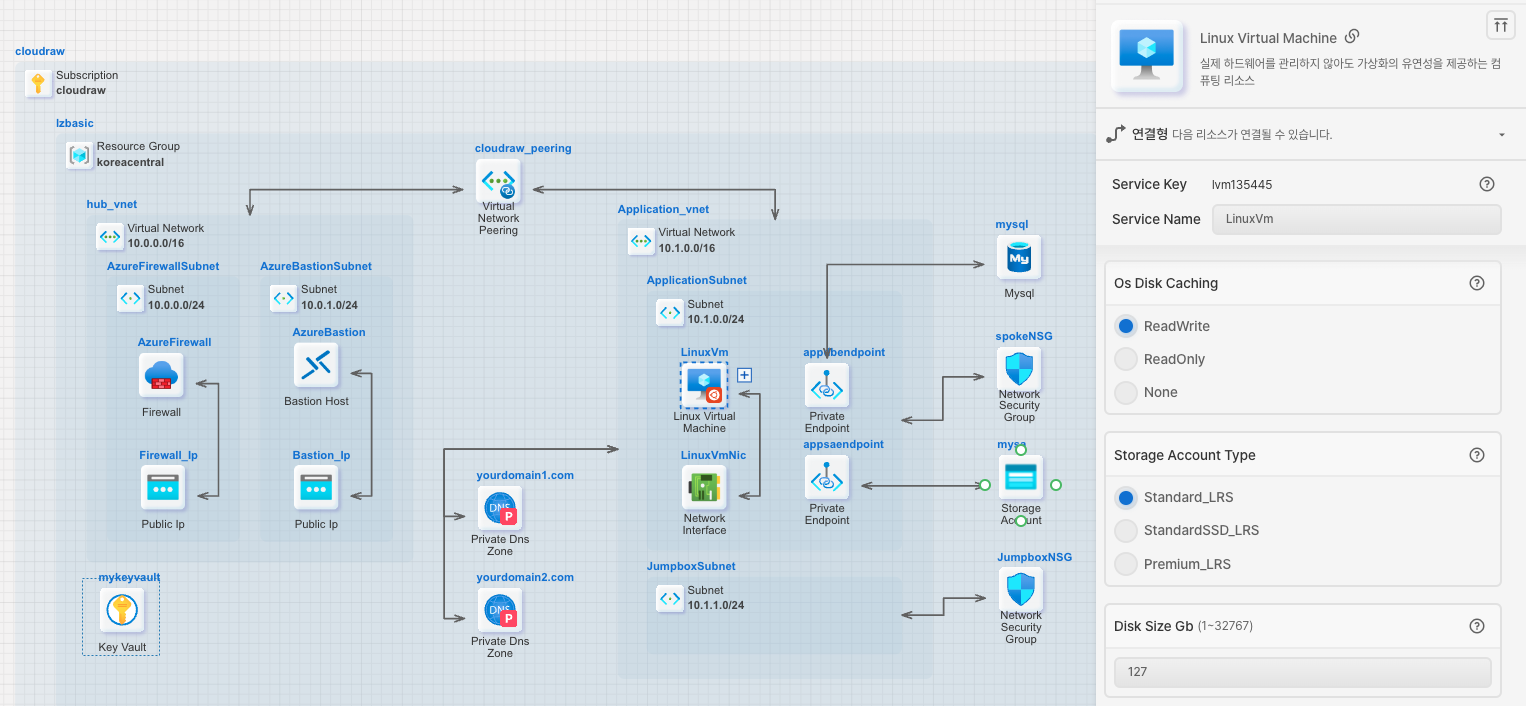 cloudraw
Subscription
cloudraw
lzbasic
Resource Group
koreacentral
cloudraw_peering
Virtual
Network
Peering
hub_vnet
Virtual Network
10.0.0.0/16
AzureFirewallSubnet
Subnet
10.0.0.0/24
AzureFirewall
Firewall
Firewall_Ip
Public Ip
AzureBastionSubnet
Subnet
10.0.1.0/24
AzureBastion
Bastion Host
Bastion_Ip
Public Ip
mykeyvault
Key Vault
yourdomain1.com
DNS
P
Private Dns
Zone
yourdomain2.com
DNS
P
Private Dns
Zone
Application_vnet
Virtual Network
10.1.0.0/16
ApplicationSubnet
Subnet
10.1.0.0/24
LinuxVm
Linux Virtual
Machine
LinuxVmNic
Network
Interface
Private
Endpoint
appsaendpoint
Private
Endpoint
JumpboxSubnet
Subnet
10.1.1.0/24
mysql
My
Mysql
spokeNSG
Network
Security
Group
Storage
JumpboxNSG
Network
Security
Group
Linux Virtual Machine
실제 하드웨어를 관리하지 않아도 가상화의 유연성을 제공하는 컴
퓨팅 리소스
연결형 다음 리소스가 연결될 수 있습니다.
Service Key lvm135445
Service Name LinuxVm
Os Disk Caching
ReadWrite
ReadOnly
None
Storage Account Type
Standard_LRS
StandardSSD_LRS
Premium_LRS
Disk Size Gb (1~32767)
127